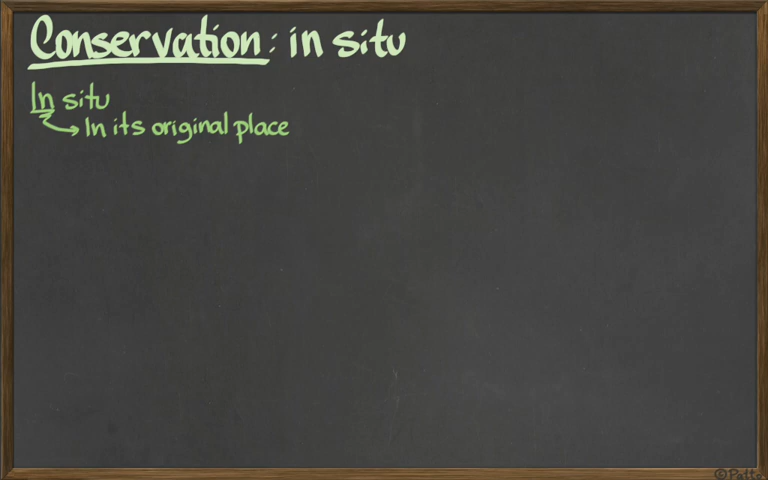 Conservation: in situ
In situ
In its original place